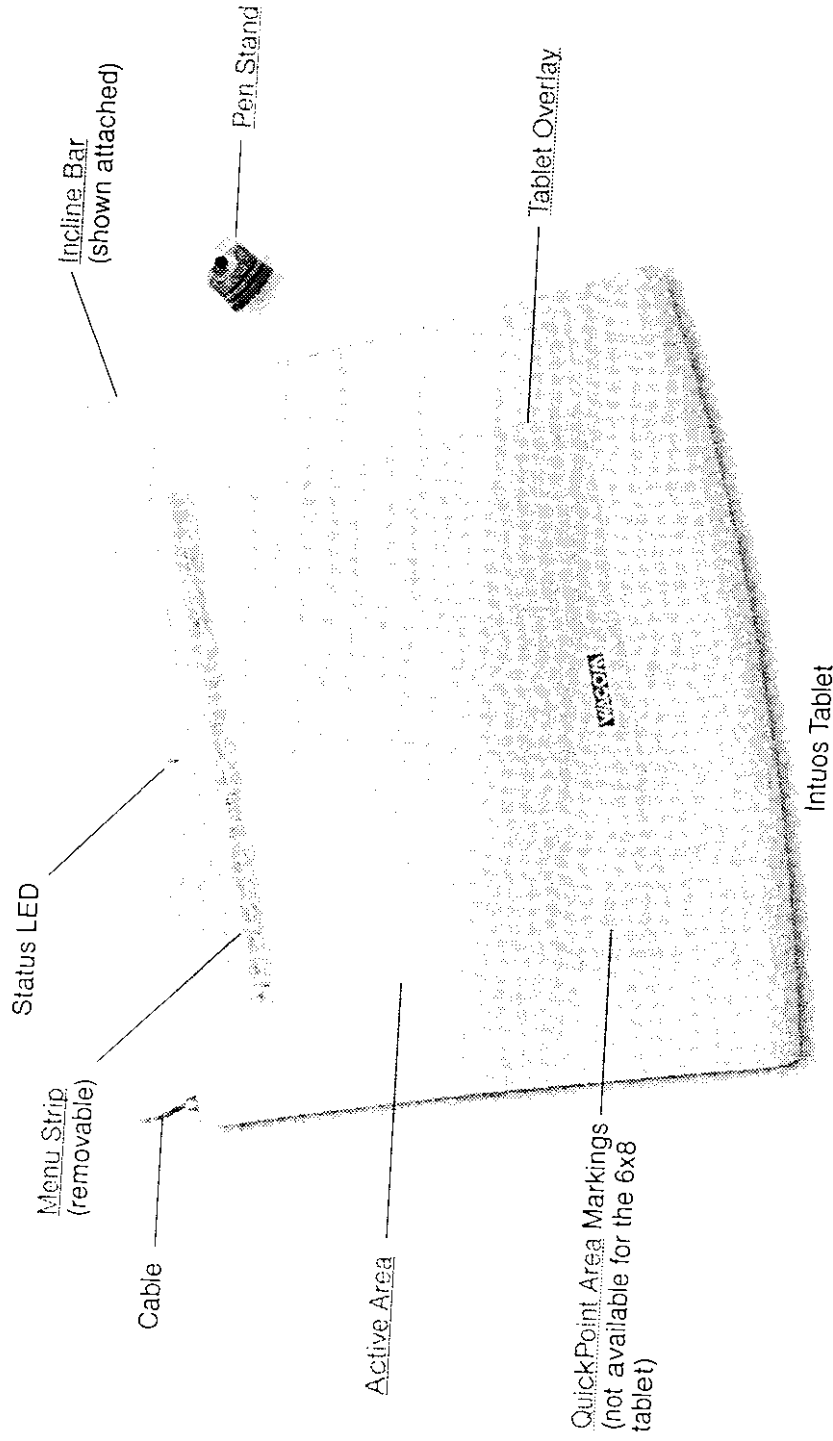 Status LED
Menu Strip
(removable)
Cable
Active Area
QuickPoint Area Markings
(not available for the 6x8
tablet)
Incline Bar
(shown attached)
Pen Stand
Tablet Overlay
WACOM
Intuos Tablet